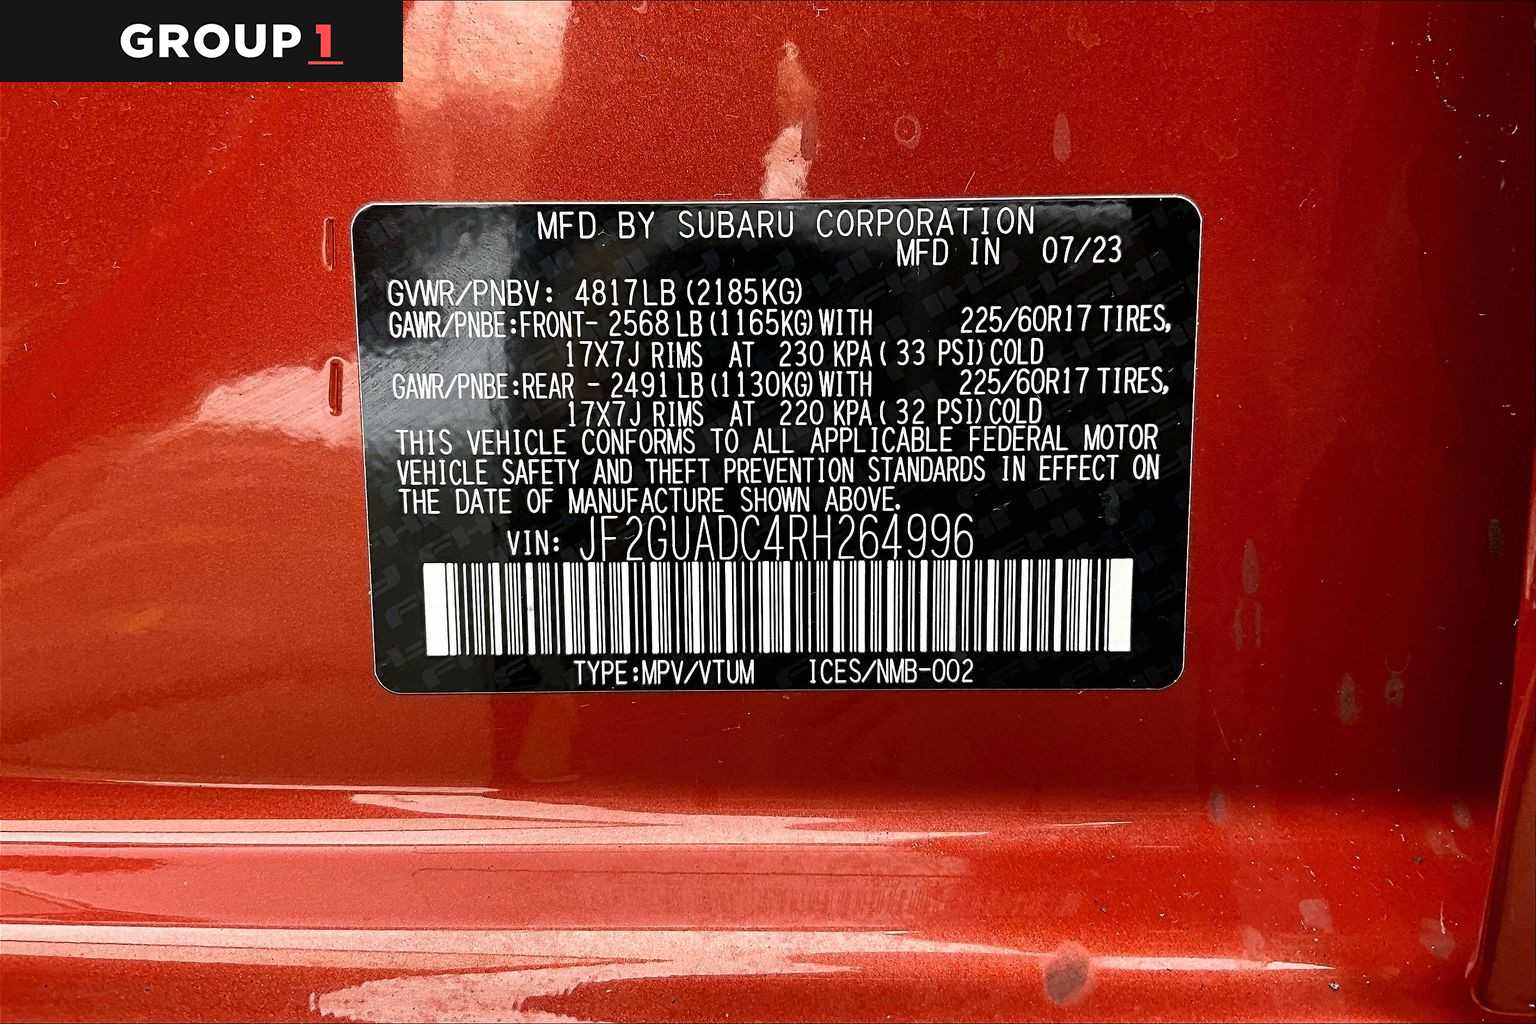 GROUP 1
MFD BY SUBARU CORPORATION
MFD IN 07/23
GVWR/PNBV: 4817LB (2185KG)
GAWR/PNBE:FRONT- 2568 LB (1165KG) WITH 225/60R17 TIRES,
17X7J RIMS AT 230 KPA ( 33 PSI) COLD
GAWR/PNBE:REAR - 2491 LB (1130KG) WITH 225/60R17 TIRES,
17X7J RIMS AT 220 KPA ( 32 PSI) COLD
THIS VEHICLE CONFORMS TO ALL APPLICABLE FEDERAL MOTOR
VEHICLE SAFETY AND THEFT PREVENTION STANDARDS IN EFFECT ON
THE DATE OF MANUFACTURE SHOWN ABOVE.
VIN: JF2GUADC4RH264996
TYPE:MPV/VTUM ICES/NMB-002